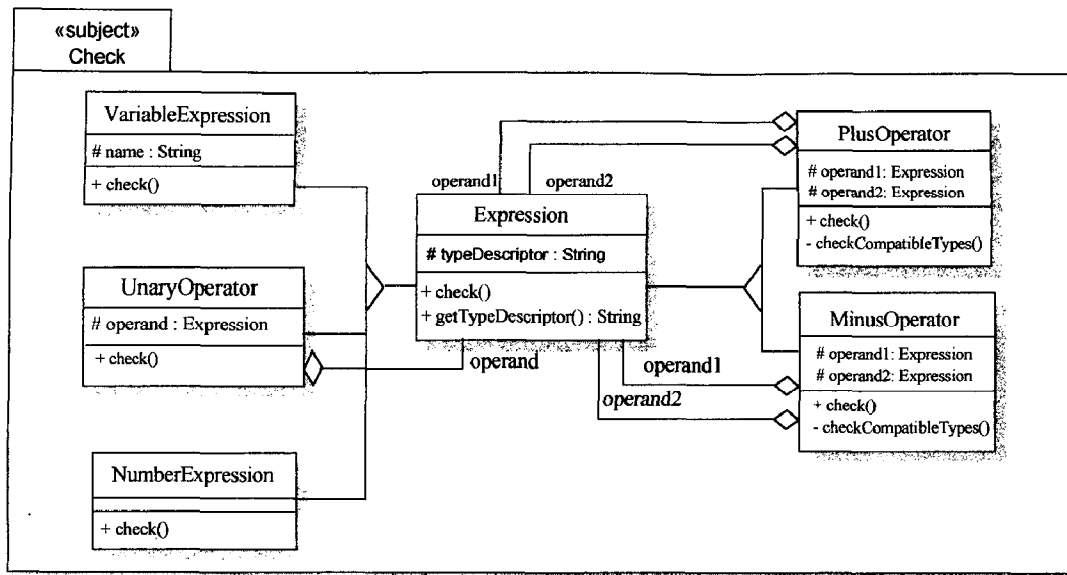 «subject»
Check
VariableExpression
# name : String
+ check()
UnaryOperator
# operand : Expression
+ check()
NumberExpression
+ check()
operand1
operand2
Expression
# typeDescriptor : String
+ check()
+ getTypeDescriptor() : String
operand
operand1
operand2
PlusOperator
# operand1: Expression
# operand2: Expression
+ check()
- checkCompatibleTypes()
MinusOperator
# operand1: Expression
# operand2: Expression
+ check()
- checkCompatibleTypes()